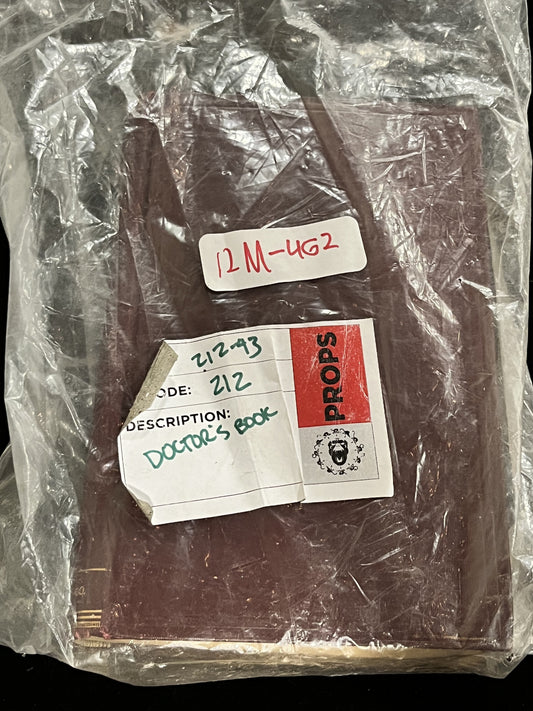 12M-462
212-93
ODE: 212
DESCRIPTION:
DOCTOR'S BOOK
PROPS